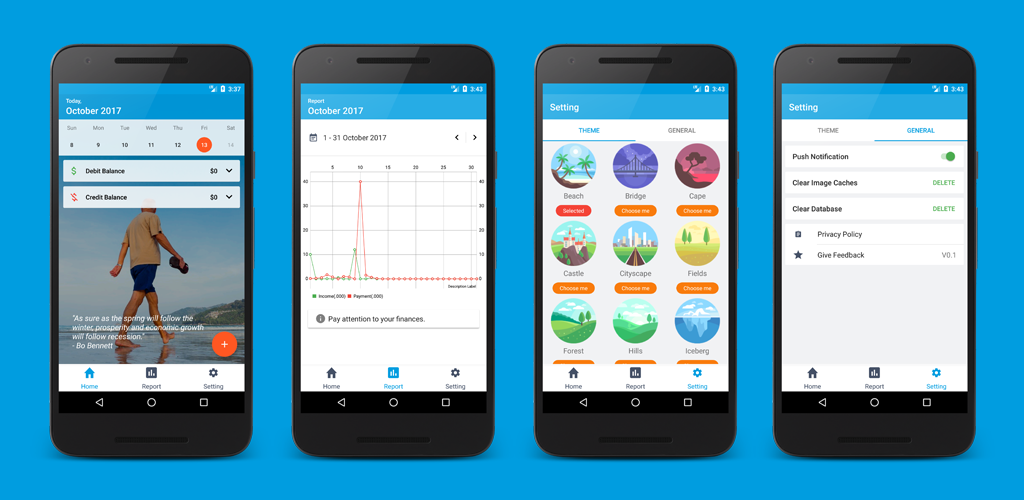 3:37
Today,
October 2017
Sun Mon Tue Wed Thu Fri Sat
8 9 10 11 12 13 14
Debit Balance $0
Credit Balance $0
"As sure as the spring will follow the
winter, prosperity and economic growth
will follow recession."
- Bo Bennett
+
Home Report Setting
3:43
Report
October 2017
1 - 31 October 2017
5 10 15 20 25 30
40 40
30 30
20 20
10 10
0 0
Description Label
Income(,000) Payment(,000)
Pay attention to your finances.
Home Report Setting
3:43
Setting
THEME GENERAL
Beach Bridge Cape
Selected Choose me Choose me
Castle Cityscape Fields
Choose me Choose me Choose me
Forest Hills Iceberg
Home Report Setting
3:43
Setting
THEME GENERAL
Push Notification
Clear Image Caches DELETE
Clear Database DELETE
Privacy Policy
Give Feedback V0.1
Home Report Setting